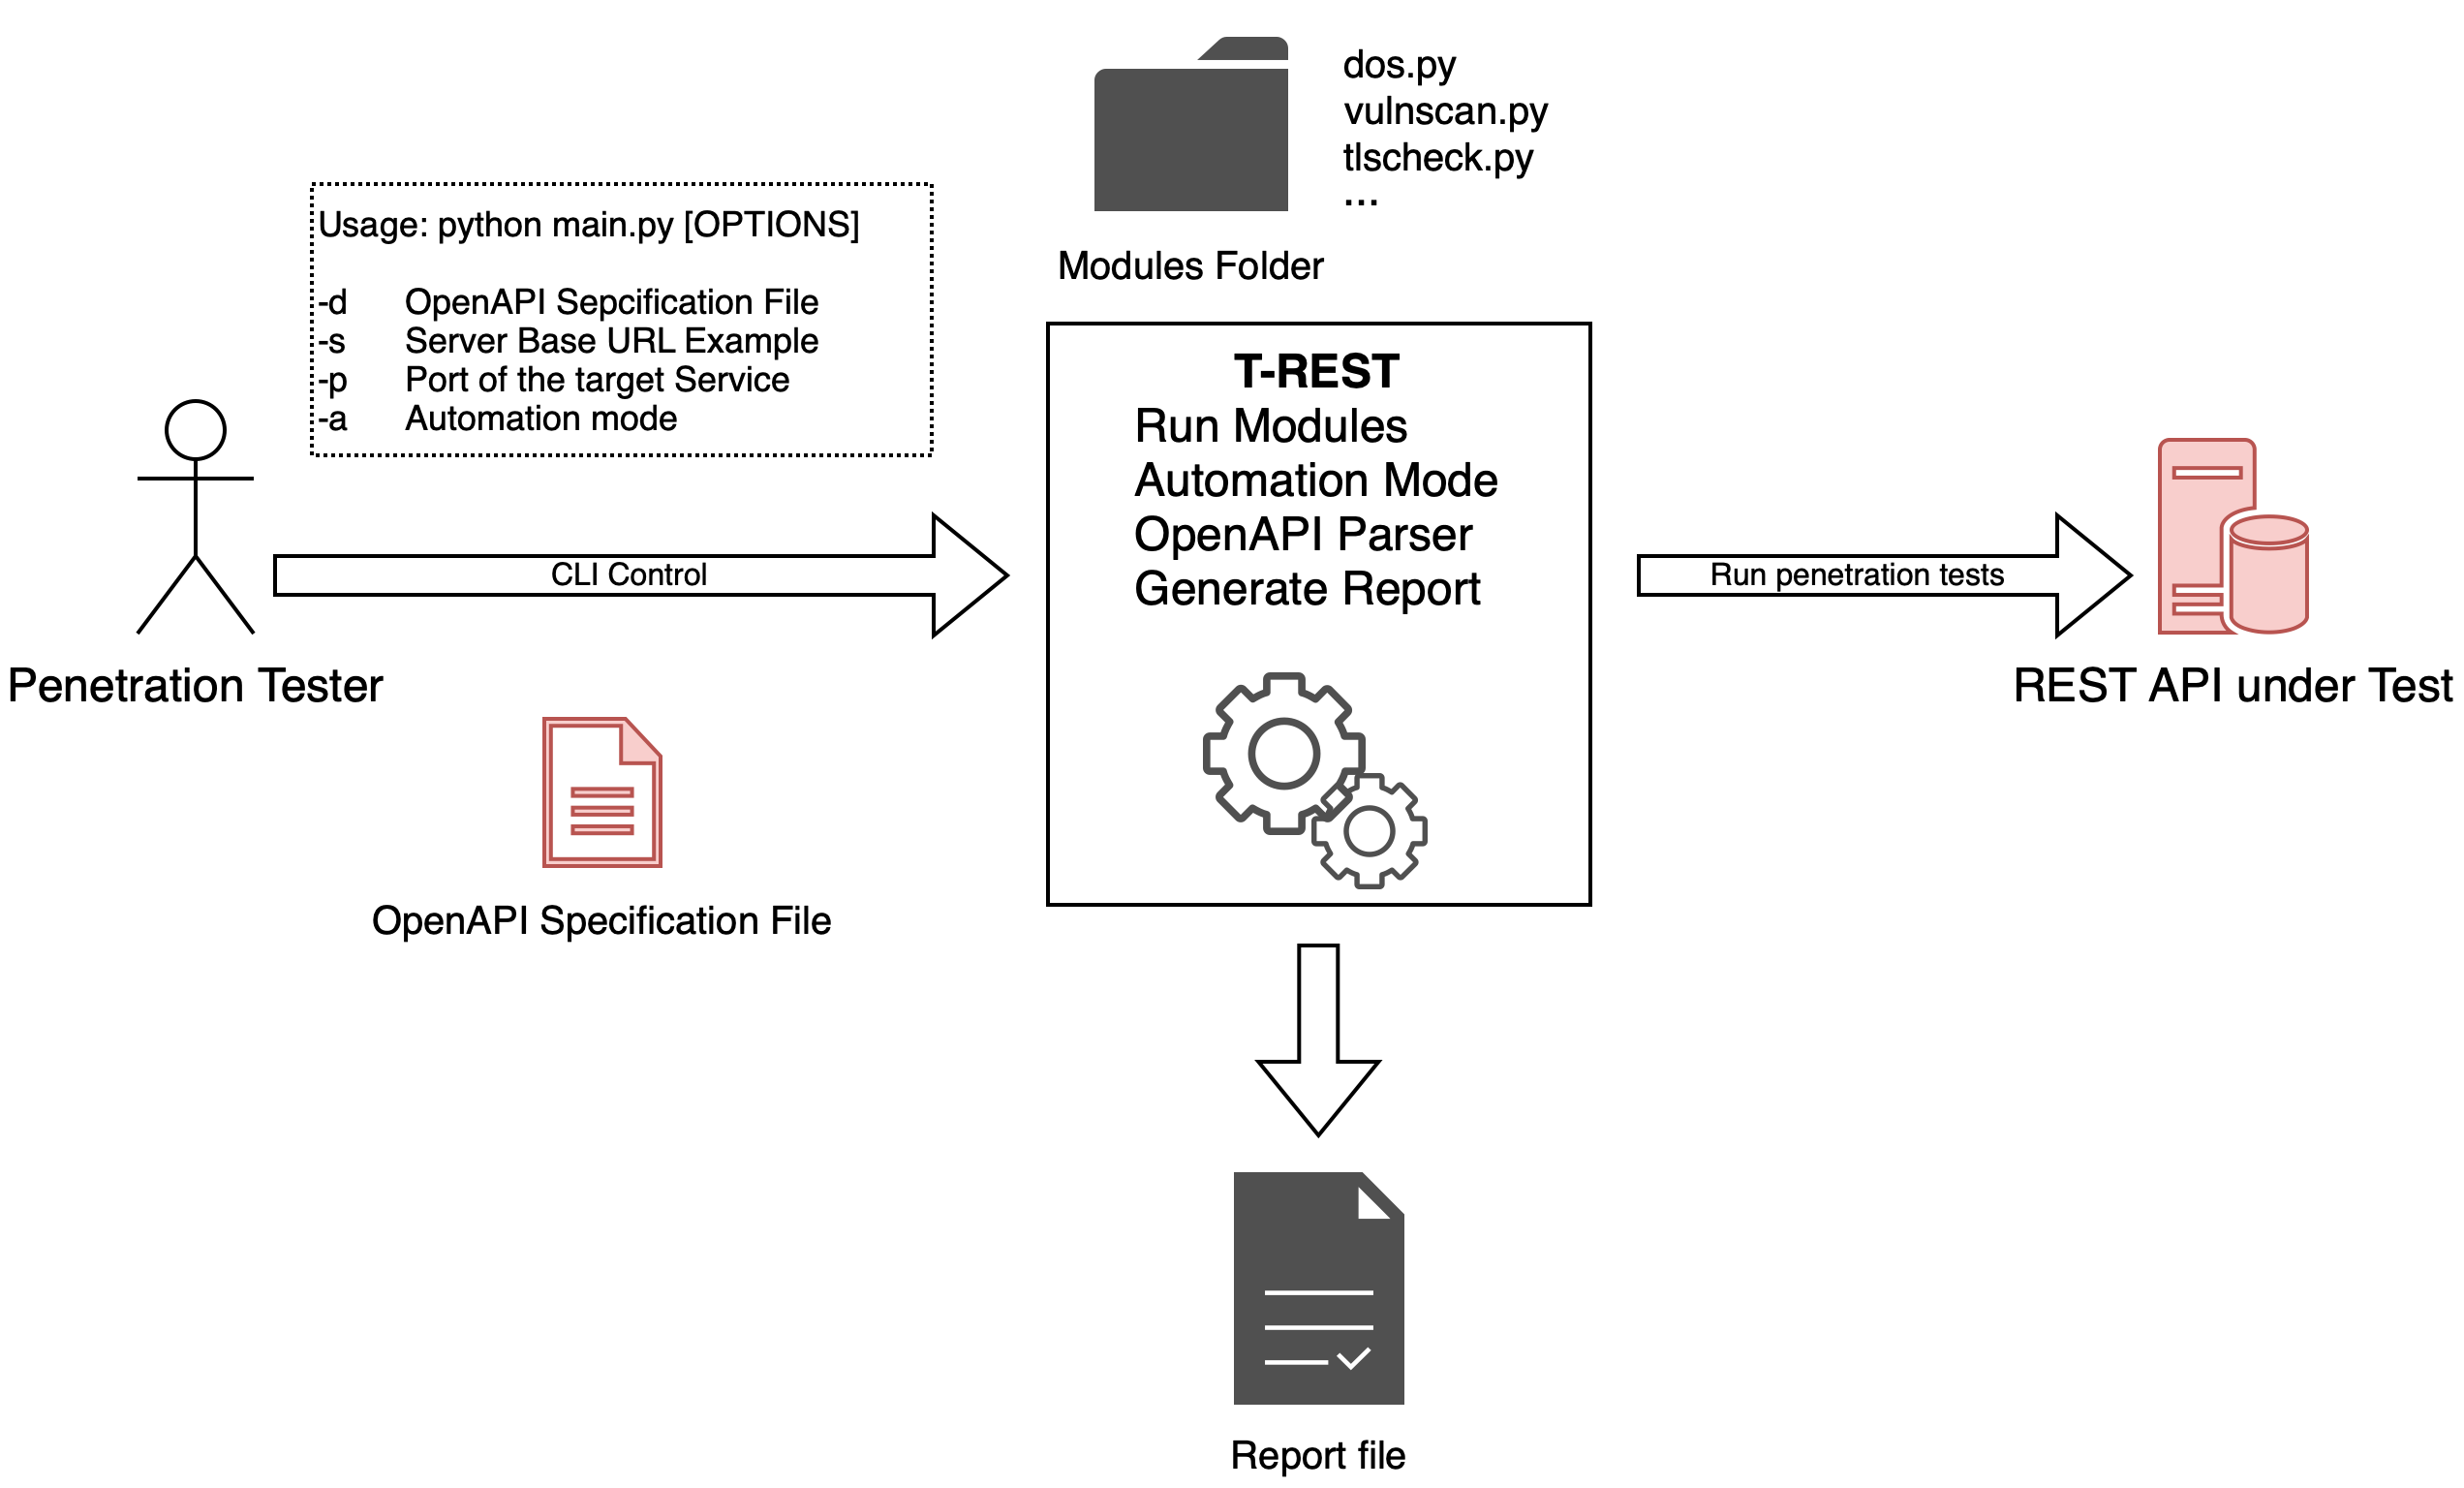 dos.py
vulnscan.py
tlscheck.py
...
Modules Folder
Usage: python main.py [OPTIONS]
-d OpenAPI Sepcification File
-s Server Base URL Example
-p Port of the target Service
-a Automation mode
T-REST
Run Modules
Automation Mode
OpenAPI Parser
Generate Report
CLI Control
Run penetration tests
Penetration Tester
REST API under Test
OpenAPI Specification File
Report file